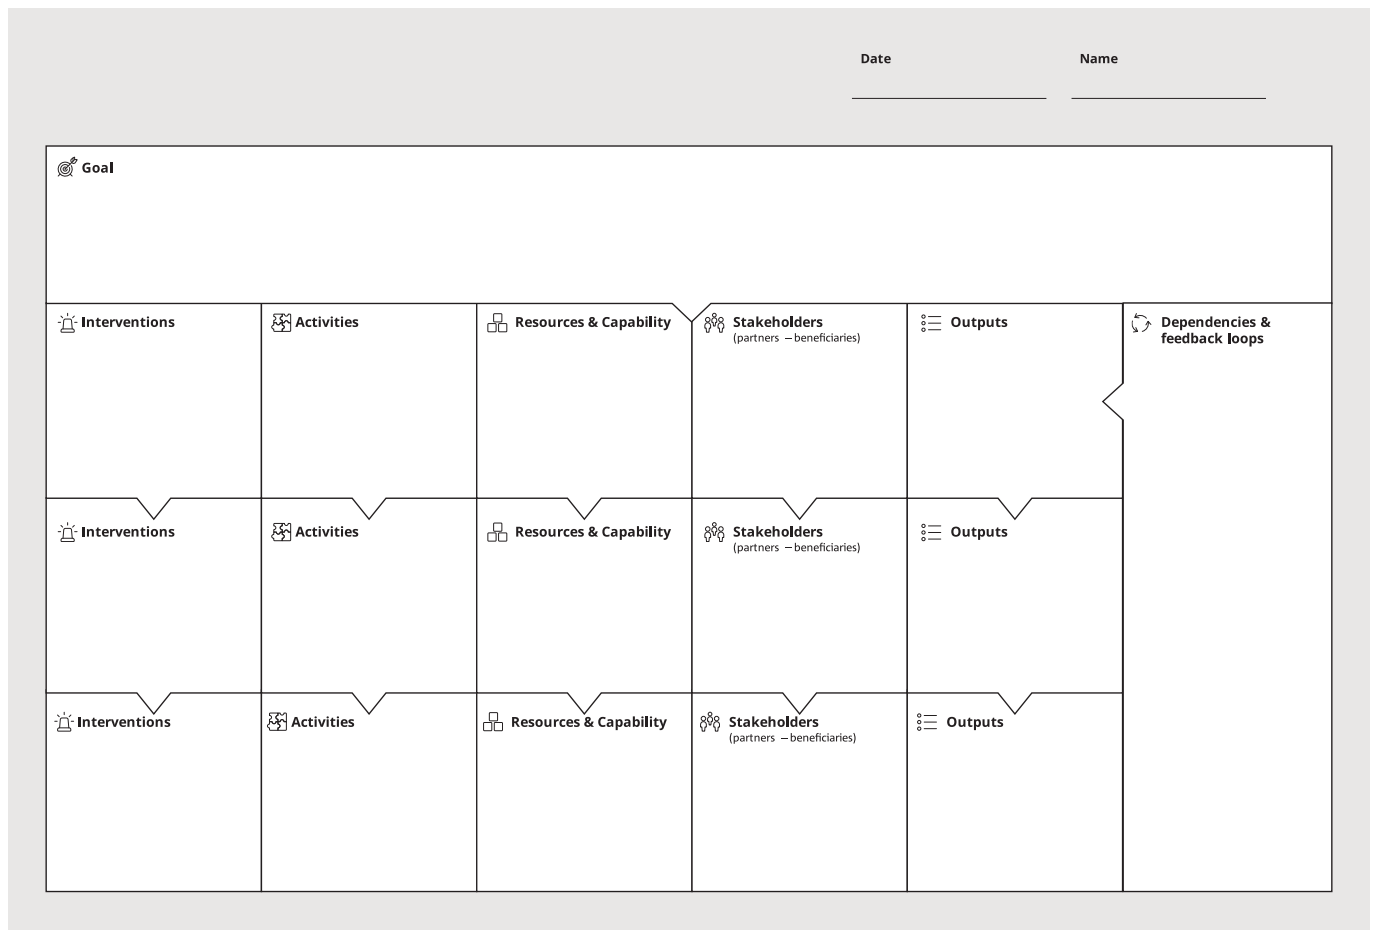 Date
Name
Goal
Interventions
Activities
Resources & Capability
Stakeholders
(partners – beneficiaries)
Outputs
Dependencies &
feedback loops
Interventions
Activities
Resources & Capability
Stakeholders
(partners – beneficiaries)
Outputs
Interventions
Activities
Resources & Capability
Stakeholders
(partners – beneficiaries)
Outputs